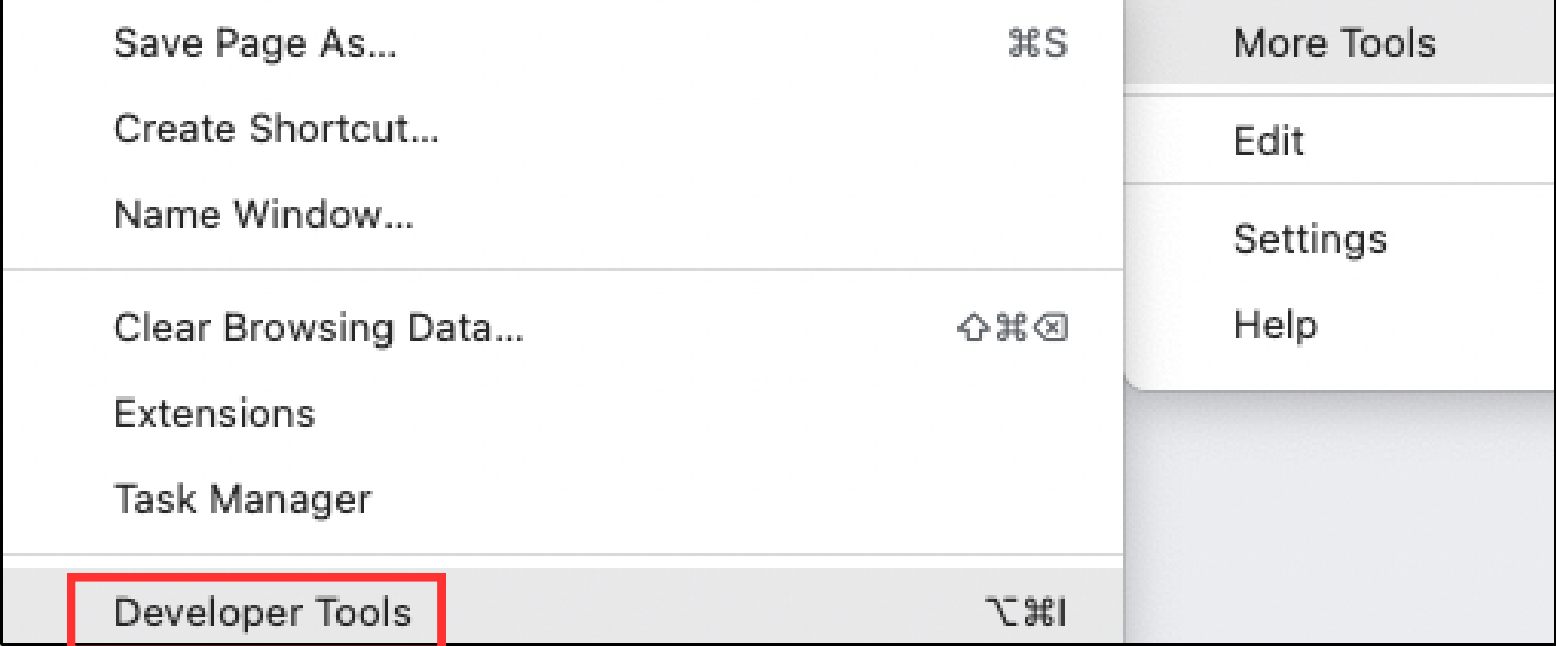 Save Page As... ⌘S
Create Shortcut...
Name Window...
Clear Browsing Data... ⇧⌘⌫
Extensions
Task Manager
Developer Tools ⌥⌘I
More Tools
Edit
Settings
Help